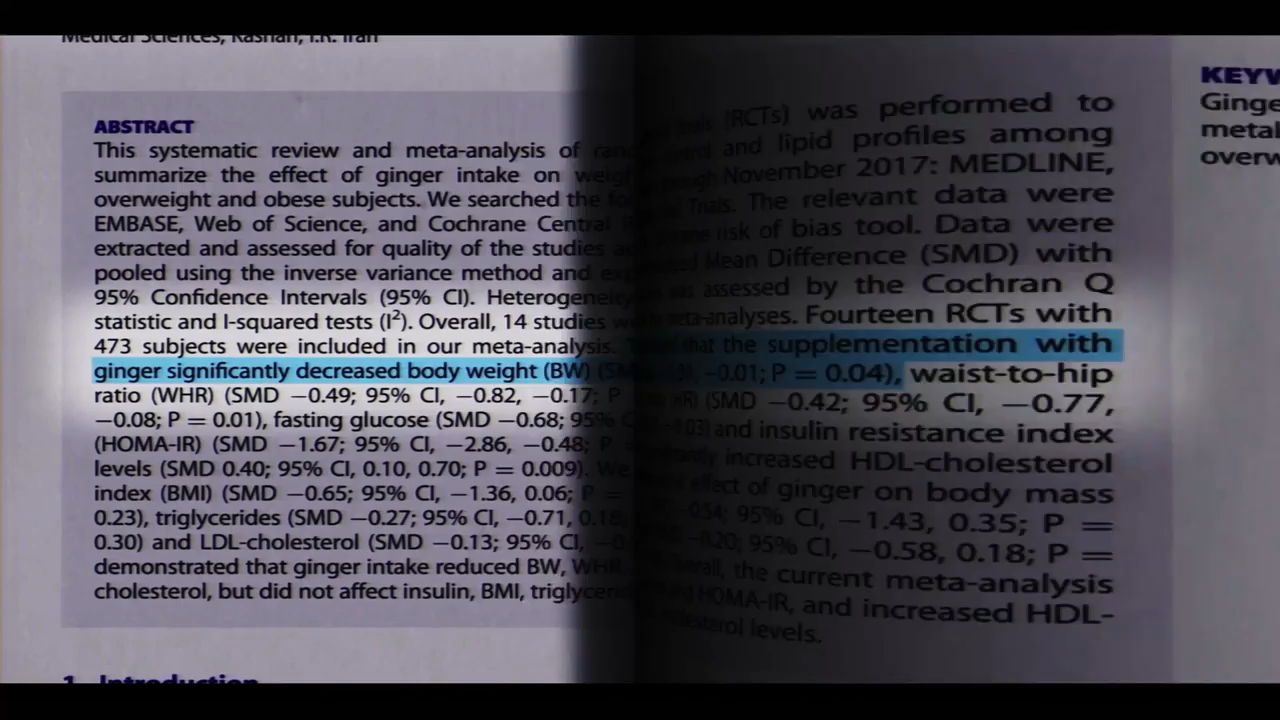 Medical Sciences, Kashan, I.R. Iran
ABSTRACT
This systematic review and meta-analysis of (RCTs) was performed to
summarize the effect of ginger intake on and lipid profiles among
overweight and obese subjects. We searched the November 2017: MEDLINE,
EMBASE, Web of Science, and Cochrane Central Trials. The relevant data were
extracted and assessed for quality of the studies risk of bias tool. Data were
pooled using the inverse variance method and Mean Difference (SMD) with
95% Confidence Intervals (95% CI). Heterogeneity was assessed by the Cochran Q
statistic and I-squared tests (I²). Overall, 14 studies meta-analyses. Fourteen RCTs with
473 subjects were included in our meta-analysis. that the supplementation with
ginger significantly decreased body weight (BW) −0.01; P = 0.04), waist-to-hip
ratio (WHR) (SMD −0.49; 95% CI, −0.82, −0.17; P (SMD −0.42; 95% CI, −0.77,
−0.08; P = 0.01), fasting glucose (SMD −0.68; 95% and insulin resistance index
(HOMA-IR) (SMD −1.67; 95% CI, −2.86, −0.48; P increased HDL-cholesterol
levels (SMD 0.40; 95% CI, 0.10, 0.70; P = 0.009). effect of ginger on body mass
index (BMI) (SMD −0.65; 95% CI, −1.36, 0.06; P = 95% CI, −1.43, 0.35; P =
0.23), triglycerides (SMD −0.27; 95% CI, −0.71, 0.18; −0.20; 95% CI, −0.58, 0.18; P =
0.30) and LDL-cholesterol (SMD −0.13; 95% CI, the current meta-analysis
demonstrated that ginger intake reduced BW, WHR, HOMA-IR, and increased HDL-
cholesterol, but did not affect insulin, BMI, levels.
KEYW
Ginge
metal
overw
1. Introduction